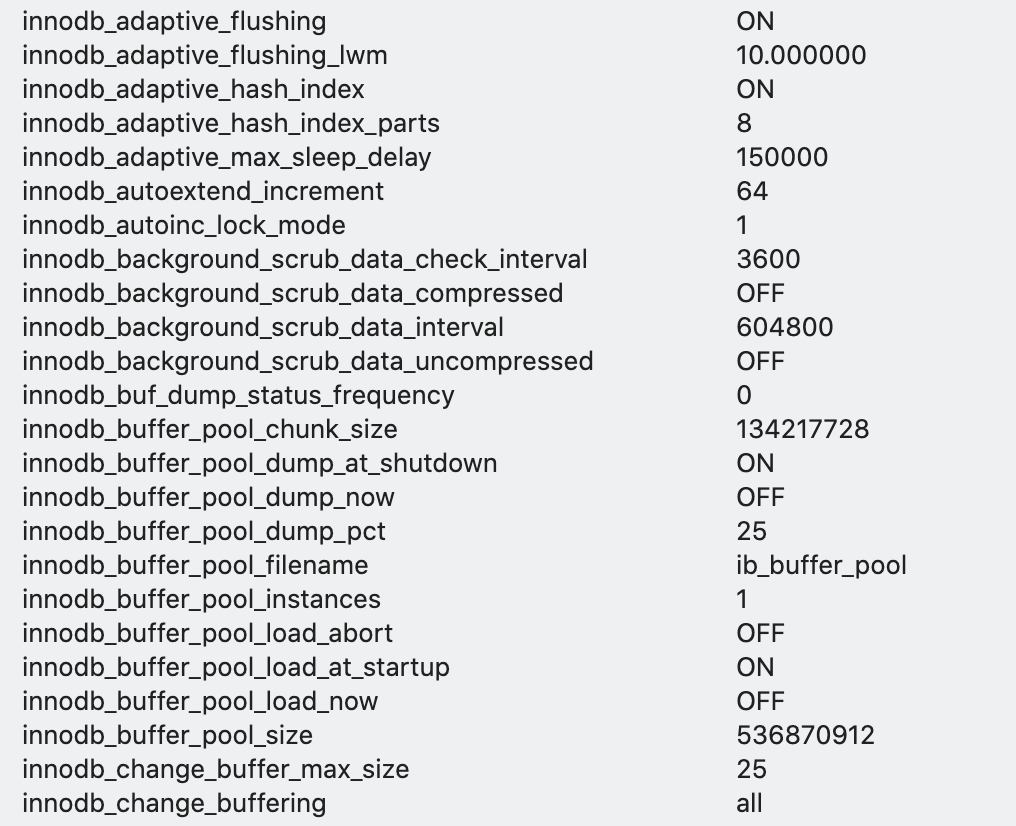 innodb_adaptive_flushing ON
innodb_adaptive_flushing_lwm 10.000000
innodb_adaptive_hash_index ON
innodb_adaptive_hash_index_parts 8
innodb_adaptive_max_sleep_delay 150000
innodb_autoextend_increment 64
innodb_autoinc_lock_mode 1
innodb_background_scrub_data_check_interval 3600
innodb_background_scrub_data_compressed OFF
innodb_background_scrub_data_interval 604800
innodb_background_scrub_data_uncompressed OFF
innodb_buf_dump_status_frequency 0
innodb_buffer_pool_chunk_size 134217728
innodb_buffer_pool_dump_at_shutdown ON
innodb_buffer_pool_dump_now OFF
innodb_buffer_pool_dump_pct 25
innodb_buffer_pool_filename ib_buffer_pool
innodb_buffer_pool_instances 1
innodb_buffer_pool_load_abort OFF
innodb_buffer_pool_load_at_startup ON
innodb_buffer_pool_load_now OFF
innodb_buffer_pool_size 536870912
innodb_change_buffer_max_size 25
innodb_change_buffering all